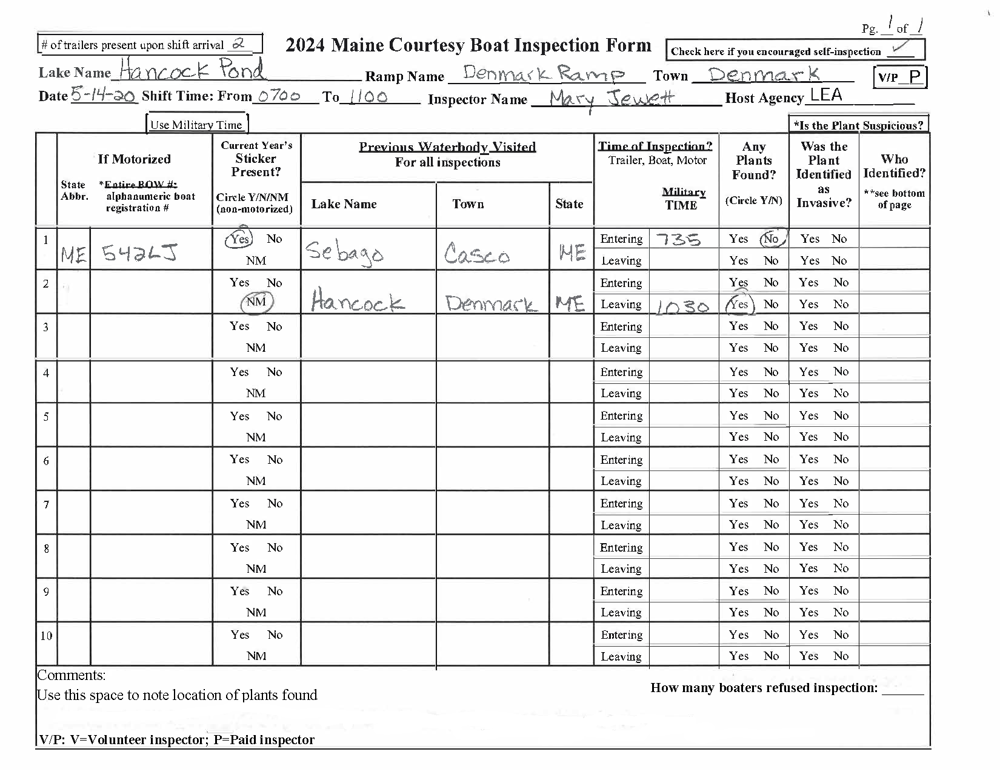 Pg. 1 of 1
# of trailers present upon shift arrival 2
2024 Maine Courtesy Boat Inspection Form
Check here if you encouraged self-inspection ✓
Lake Name Hancock Pond Ramp Name Denmark Ramp Town Denmark V/P P
Date 5-14-20 Shift Time: From 0700 To 1100 Inspector Name Mary Jewett Host Agency LEA
Use Military Time
*Is the Plant Suspicious?
If Motorized
State Abbr.
*Entire BOW #: alphanumeric boat registration #
Current Year's Sticker Present?
Circle Y/N/NM (non-motorized)
Previous Waterbody Visited
For all inspections
Lake Name Town State
Time of Inspection?
Trailer, Boat, Motor
Military TIME
Any Plants Found?
(Circle Y/N)
Was the Plant Identified as Invasive?
Who Identified?
**see bottom of page
1 ME 542LJ Yes No NM Sebago Casco ME Entering 735 Yes No Yes No
Leaving Yes No Yes No
2 Yes No NM Hancock Denmark ME Entering Yes No Yes No
Leaving 1030 Yes No Yes No
3 Yes No NM Entering Yes No Yes No
Leaving Yes No Yes No
4 Yes No NM Entering Yes No Yes No
Leaving Yes No Yes No
5 Yes No NM Entering Yes No Yes No
Leaving Yes No Yes No
6 Yes No NM Entering Yes No Yes No
Leaving Yes No Yes No
7 Yes No NM Entering Yes No Yes No
Leaving Yes No Yes No
8 Yes No NM Entering Yes No Yes No
Leaving Yes No Yes No
9 Yes No NM Entering Yes No Yes No
Leaving Yes No Yes No
10 Yes No NM Entering Yes No Yes No
Leaving Yes No Yes No
Comments:
Use this space to note location of plants found
How many boaters refused inspection:
V/P: V=Volunteer inspector; P=Paid inspector